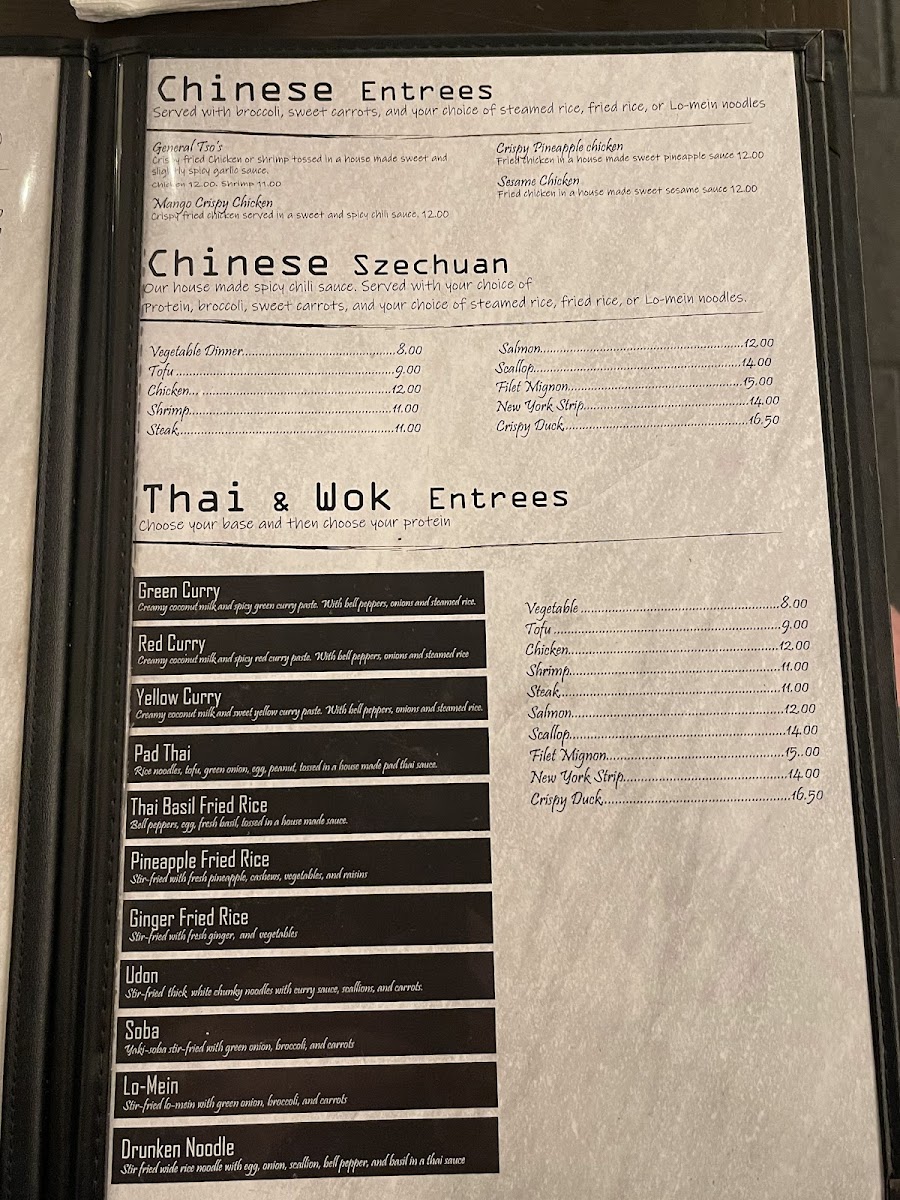 Chinese Entrees
Served with broccoli, sweet carrots, and your choice of steamed rice, fried rice, or Lo-mein noodles
General Tso's
Crispy fried Chicken or shrimp tossed in a house made sweet and
slightly spicy garlic sauce.
Chicken 12.00. Shrimp 11.00
Mango Crispy Chicken
Crispy fried chicken served in a sweet and spicy chili sauce. 12.00
Crispy Pineapple chicken
Fried chicken in a house made sweet pineapple sauce 12.00
Sesame Chicken
Fried chicken in a house made sweet sesame sauce 12.00
Chinese Szechuan
Our house made spicy chili sauce. Served with your choice of
Protein, broccoli, sweet carrots, and your choice of steamed rice, fried rice, or Lo-mein noodles.
Vegetable Dinner.......................................8.00
Tofu........................................................9.00
Chicken... ................................................12.00
Shrimp....................................................11.00
Steak......................................................11.00
Salmon....................................................12.00
Scallop....................................................14.00
Filet Mignon.............................................15.00
New York Strip..........................................14.00
Crispy Duck..............................................16.50
Thai & Wok Entrees
Choose your base and then choose your protein
Green Curry
Creamy coconut milk and spicy green curry paste. With bell peppers, onions and steamed rice.
Red Curry
Creamy coconut milk and spicy red curry paste. With bell peppers, onions and steamed rice
Yellow Curry
Creamy coconut milk and sweet yellow curry paste. With bell peppers, onions and steamed rice.
Pad Thai
Rice noodles, tofu, green onion, egg, peanut, tossed in a house made pad thai sauce.
Thai Basil Fried Rice
Bell peppers, egg, fresh basil, tossed in a house made sauce.
Pineapple Fried Rice
Stir-fried with fresh pineapple, cashews, vegetables, and raisins
Ginger Fried Rice
Stir-fried with fresh ginger, and vegetables
Udon
Stir-fried thick white chunky noodles with curry sauce, scallions, and carrots.
Soba
Yaki-soba stir-fried with green onion, broccoli, and carrots
Lo-Mein
Stir-fried lo-mein with green onion, broccoli, and carrots
Drunken Noodle
Stir fried wide rice noodle with egg, onion, scallion, bell pepper, and basil in a thai sauce
Vegetable..................................................8.00
Tofu.........................................................9.00
Chicken.....................................................12.00
Shrimp.....................................................11.00
Steak.......................................................11.00
Salmon.....................................................12.00
Scallop.....................................................14.00
Filet Mignon..............................................15..00
New York Strip..........................................14.00
Crispy Duck...............................................16.50